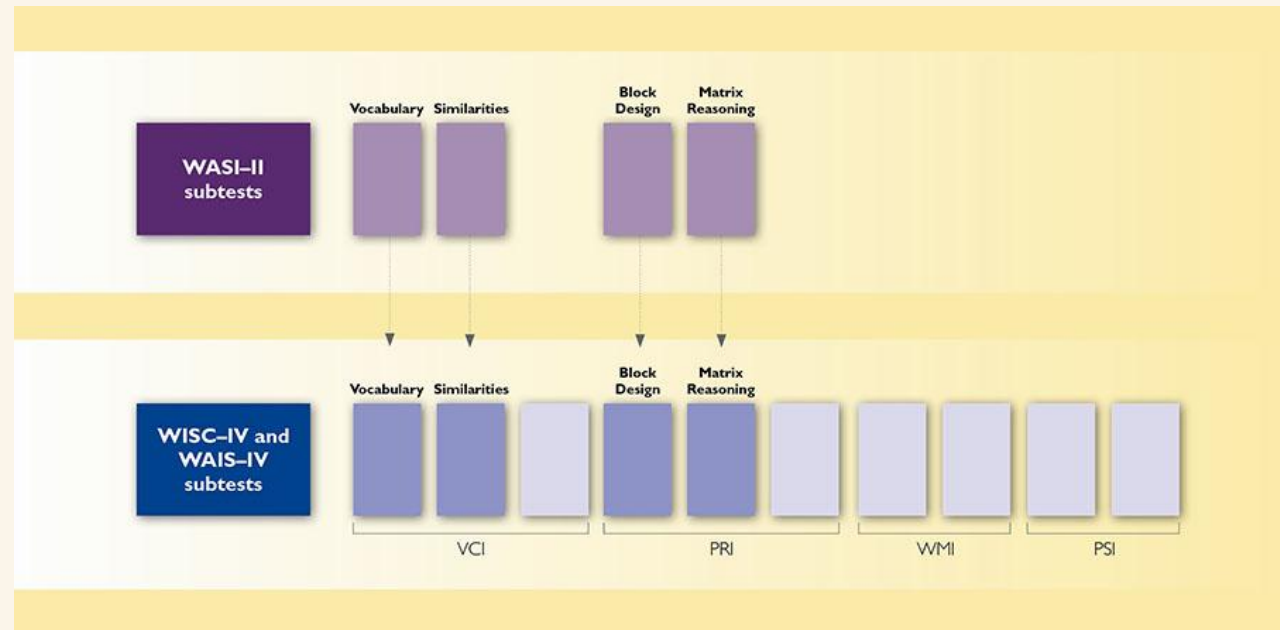 Vocabulary Similarities
Block
Design
Matrix
Reasoning
WASI–II
subtests
Vocabulary Similarities
Block
Design
Matrix
Reasoning
WISC–IV and
WAIS–IV
subtests
VCI
PRI
WMI
PSI